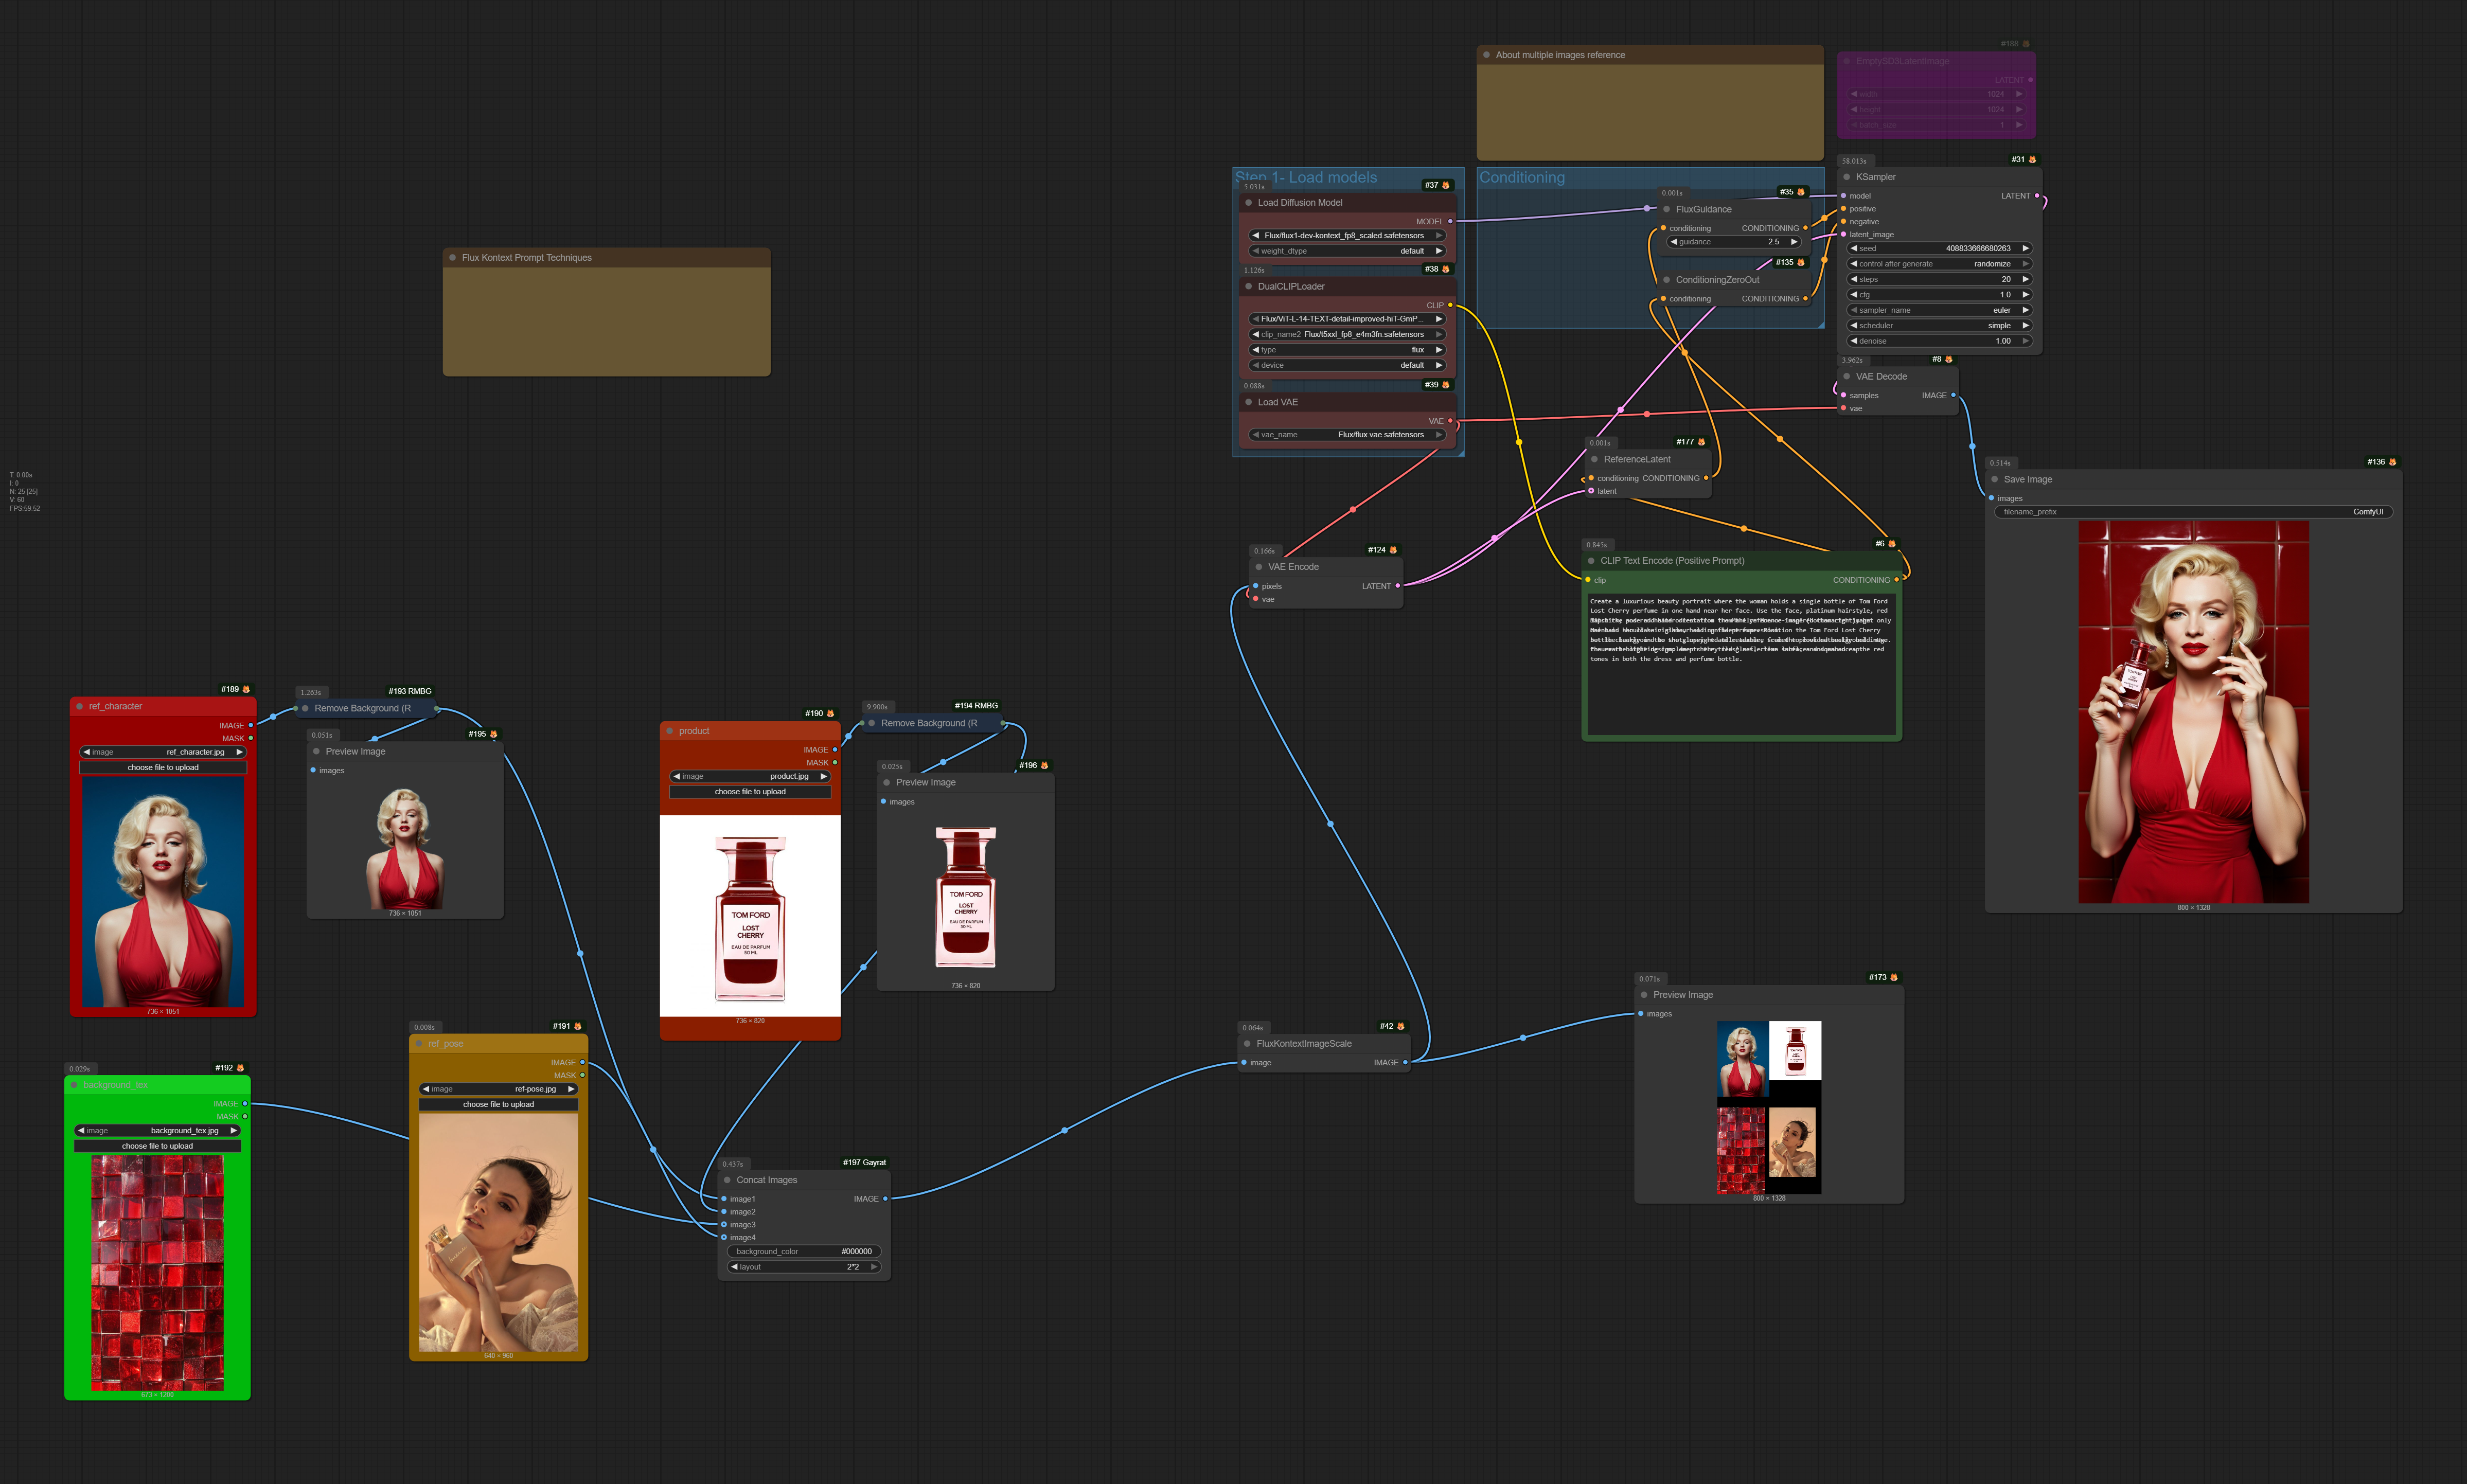 About multiple images reference
#188
EmptySD3LatentImage
LATENT
width 1024
height 1024
batch_size 1
Step 1- Load models
5.031s #37
Load Diffusion Model
MODEL
Flux/flux1-dev-kontext_fp8_scaled.safetensors
weight_dtype default
1.126s #38
DualCLIPLoader
CLIP
Flux/ViT-L-14-TEXT-detail-improved-hiT-GmP...
clip_name2 Flux/t5xxl_fp8_e4m3fn.safetensors
type flux
device default
0.088s #39
Load VAE
VAE
vae_name Flux/flux.vae.safetensors
Conditioning
0.001s #35
FluxGuidance
conditioning CONDITIONING
guidance 2.5
#135
ConditioningZeroOut
conditioning CONDITIONING
58.013s #31
KSampler
model LATENT
positive
negative
latent_image
seed 408833666680263
control after generate randomize
steps 20
cfg 1.0
sampler_name euler
scheduler simple
denoise 1.00
3.962s #8
VAE Decode
samples IMAGE
vae
Flux Kontext Prompt Techniques
0.001s #177
ReferenceLatent
conditioning CONDITIONING
latent
0.514s #136
Save Image
images
filename_prefix ComfyUI
800 × 1328
T: 0.00s
I: 0
N: 25 [25]
V: 60
FPS:59.52
0.166s #124
VAE Encode
pixels LATENT
vae
0.845s #6
CLIP Text Encode (Positive Prompt)
clip CONDITIONING
Create a luxurious beauty portrait where the woman holds a single bottle of Tom Ford
Lost Cherry perfume in one hand near her face. Use the face, platinum hairstyle, red
tones in both the dress and perfume bottle.
#189
ref_character
IMAGE
MASK
image ref_character.jpg
choose file to upload
736 × 1051
1.263s #193 RMBG
Remove Background (R
0.051s #195
Preview Image
images
736 × 1051
#190
product
IMAGE
MASK
image product.jpg
choose file to upload
TOM FORD
LOST
CHERRY
EAU DE PARFUM
50 ML
736 × 820
9.900s #194 RMBG
Remove Background (R
0.025s #196
Preview Image
images
TOM FORD
LOST
CHERRY
EAU DE PARFUM
50 ML
736 × 820
0.029s #192
background_tex
IMAGE
MASK
image background_tex.jpg
choose file to upload
673 × 1200
0.008s #191
ref_pose
IMAGE
MASK
image ref-pose.jpg
choose file to upload
640 × 960
0.437s #197 Gayrat
Concat Images
image1 IMAGE
image2
image3
image4
background_color #000000
layout 2*2
0.064s #42
FluxKontextImageScale
image IMAGE
0.071s #173
Preview Image
images
800 × 1328